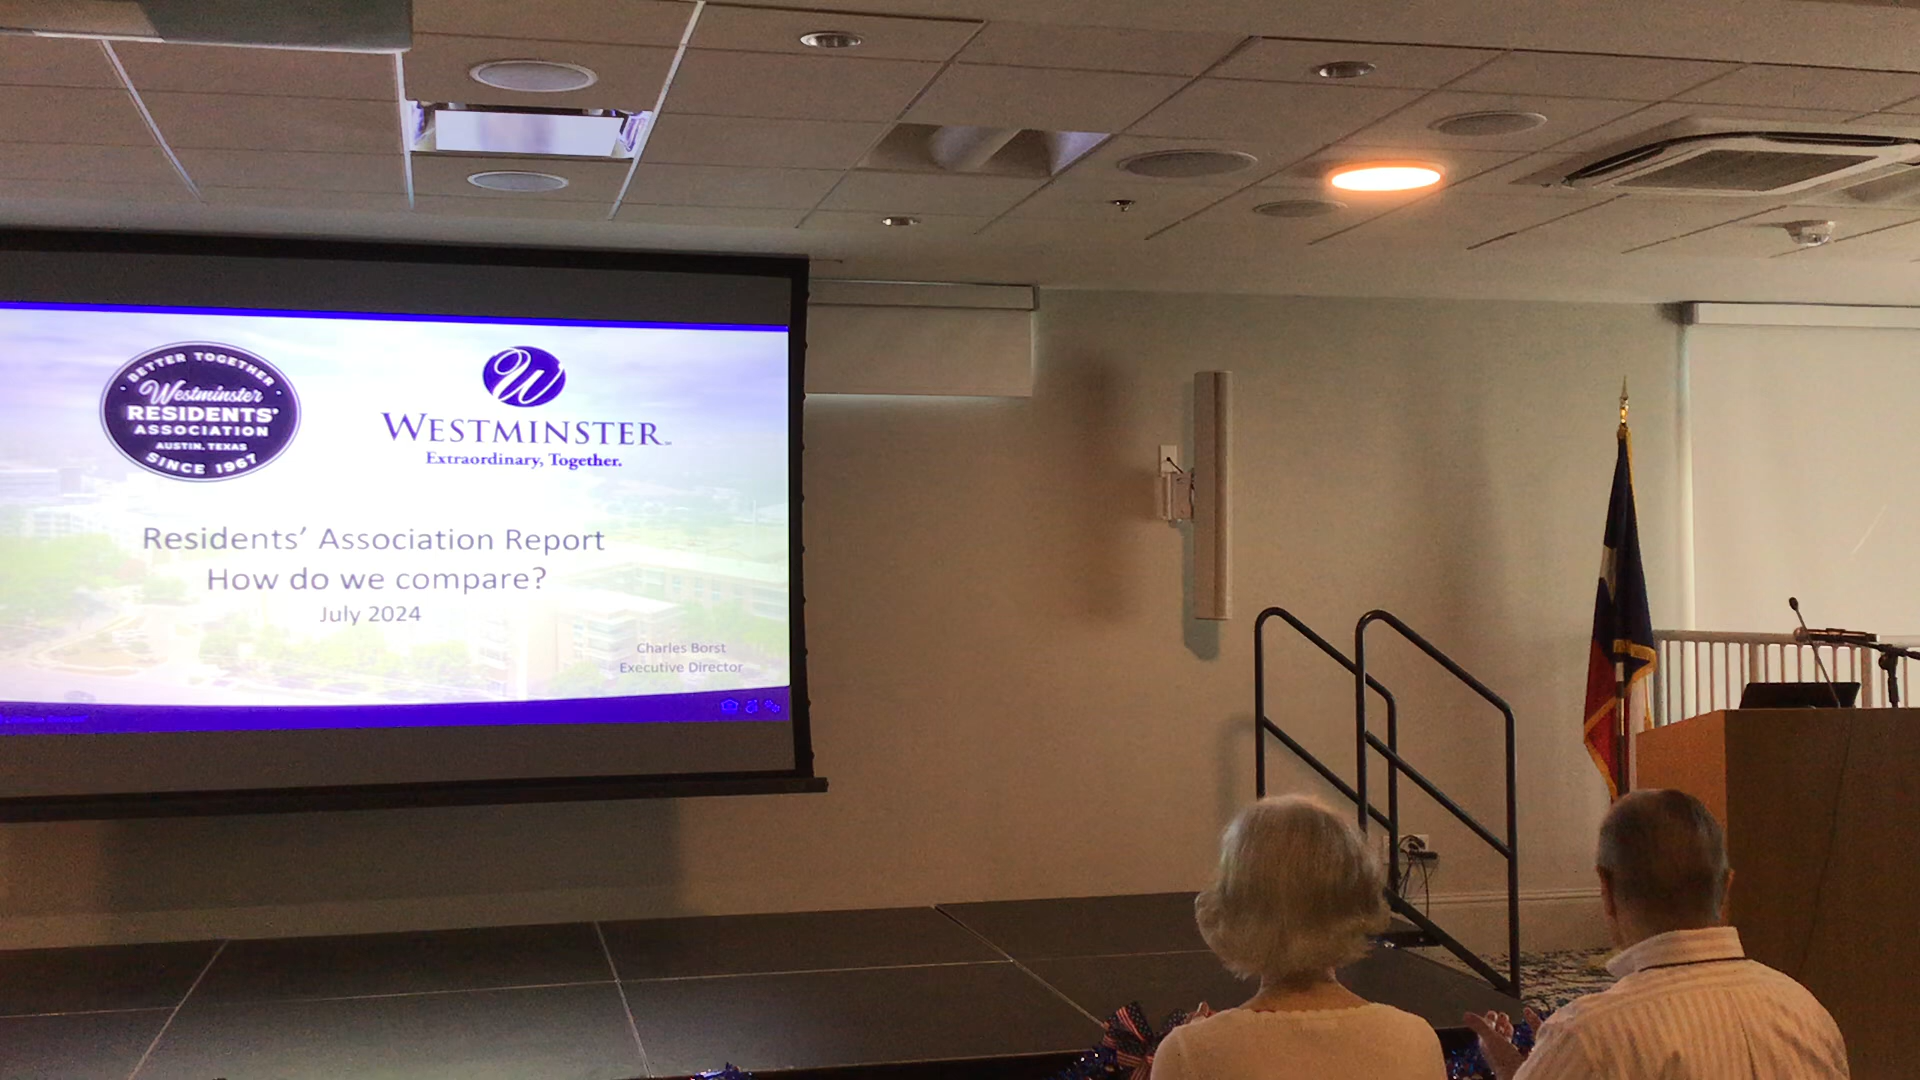 BETTER TOGETHER
Westminster
RESIDENTS'
ASSOCIATION
AUSTIN, TEXAS
SINCE 1967
W
WESTMINSTER
Extraordinary, Together.
Residents' Association Report
How do we compare?
July 2024
Charles Borst
Executive Director